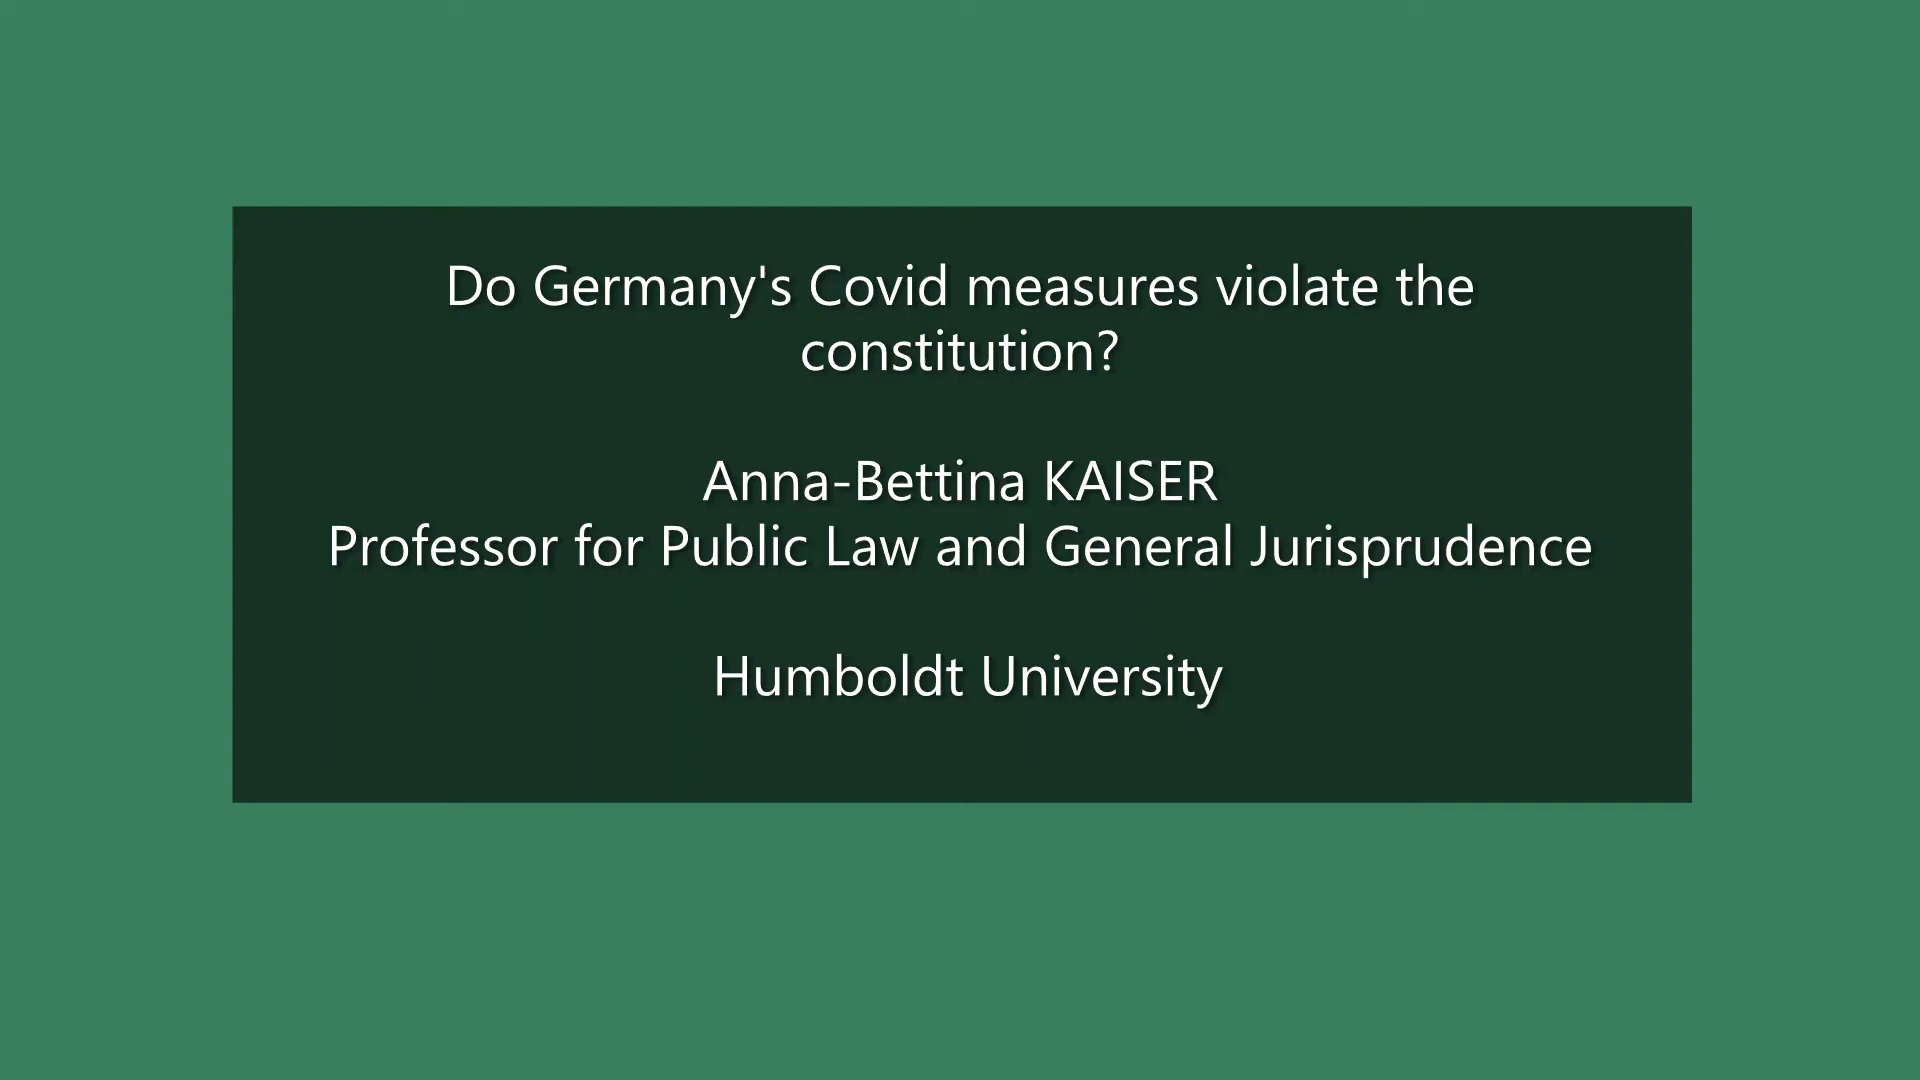 Do Germany's Covid measures violate the
constitution?
Anna-Bettina KAISER
Professor for Public Law and General Jurisprudence
Humboldt University